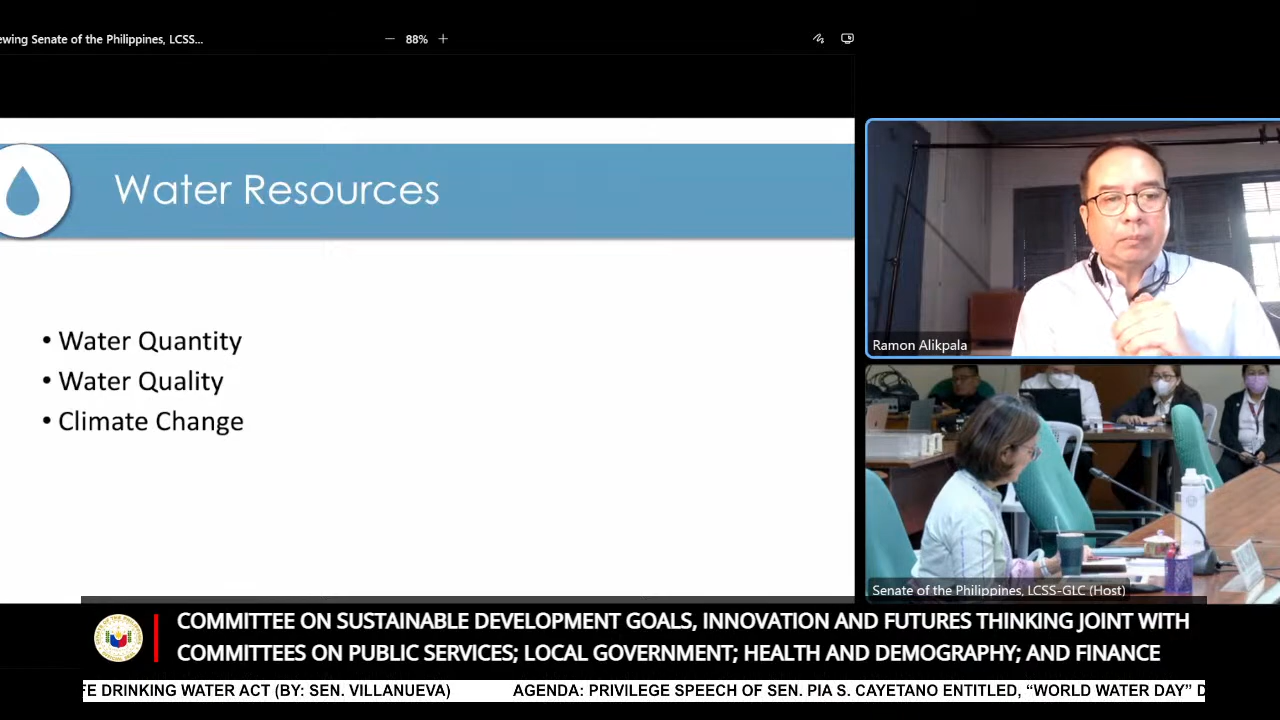 ewing Senate of the Philippines, LCSS...
88%
Water Resources
• Water Quantity
• Water Quality
• Climate Change
Ramon Alikpala
Senate of the Philippines, LCSS-GLC (Host)
COMMITTEE ON SUSTAINABLE DEVELOPMENT GOALS, INNOVATION AND FUTURES THINKING JOINT WITH
COMMITTEES ON PUBLIC SERVICES; LOCAL GOVERNMENT; HEALTH AND DEMOGRAPHY; AND FINANCE
FE DRINKING WATER ACT (BY: SEN. VILLANUEVA) AGENDA: PRIVILEGE SPEECH OF SEN. PIA S. CAYETANO ENTITLED, “WORLD WATER DAY” D